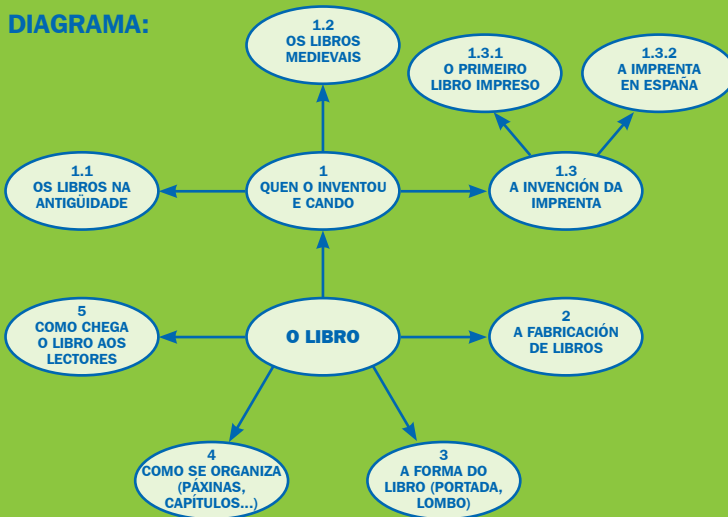 DIAGRAMA:
1.2
OS LIBROS
MEDIEVAIS
1.3.1
O PRIMEIRO
LIBRO IMPRESO
1.3.2
A IMPRENTA
EN ESPAÑA
1.1
OS LIBROS NA
ANTIGÜIDADE
1
QUEN O INVENTOU
E CANDO
1.3
A INVENCIÓN DA
IMPRENTA
5
COMO CHEGA
O LIBRO AOS
LECTORES
O LIBRO
2
A FABRICACIÓN
DE LIBROS
4
COMO SE ORGANIZA
(PÁXINAS,
CAPÍTULOS...)
3
A FORMA DO
LIBRO (PORTADA,
LOMBO)